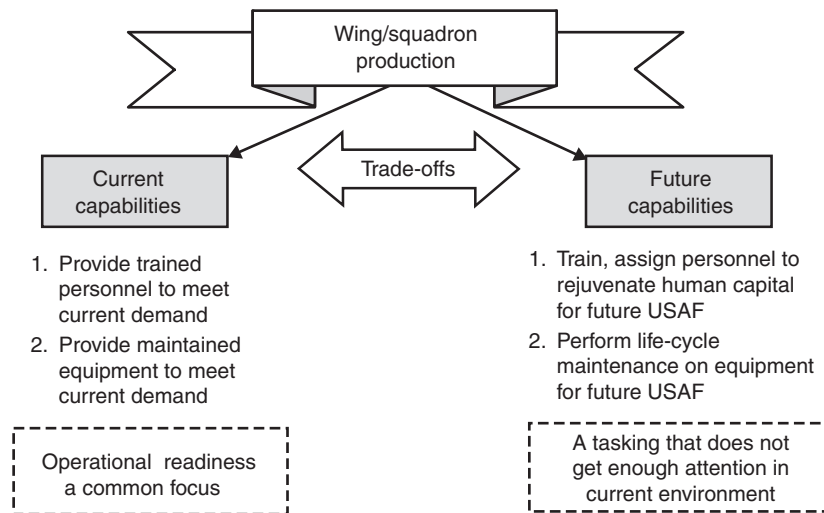 Wing/squadron
production
Trade-offs
Current
capabilities
1. Provide trained
personnel to meet
current demand
2. Provide maintained
equipment to meet
current demand
Operational readiness
a common focus
Future
capabilities
1. Train, assign personnel to
rejuvenate human capital
for future USAF
2. Perform life-cycle
maintenance on equipment
for future USAF
A tasking that does not
get enough attention in
current environment